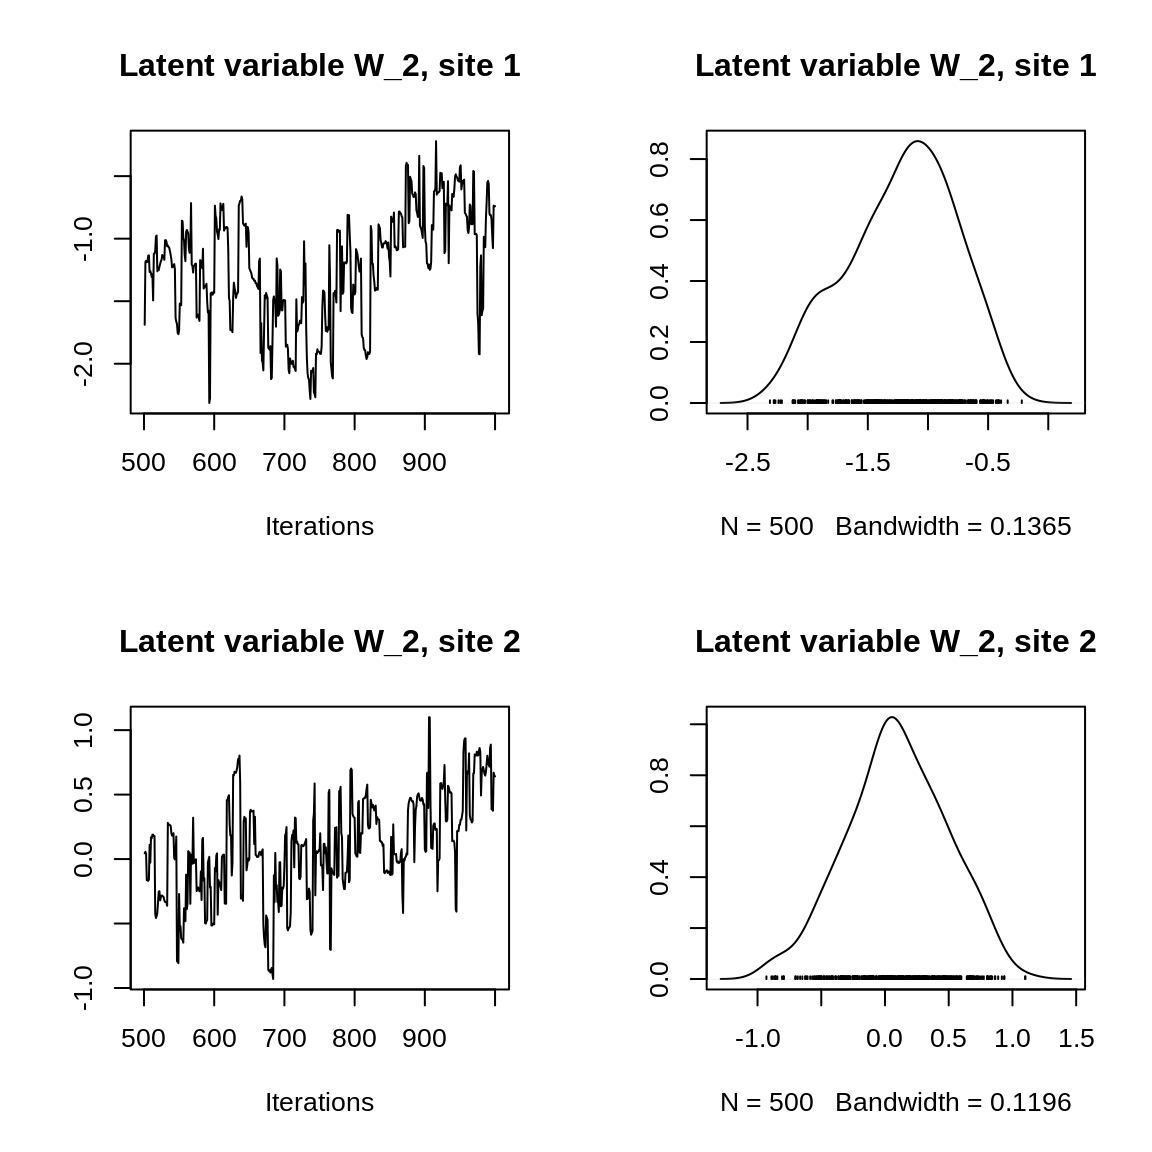 Latent variable W_2, site 1
-1.0
-2.0
500 600 700 800 900
Iterations
Latent variable W_2, site 1
0.8
0.6
0.4
0.2
0.0
-2.5 -1.5 -0.5
N = 500 Bandwidth = 0.1365
Latent variable W_2, site 2
1.0
0.5
0.0
-1.0
500 600 700 800 900
Iterations
Latent variable W_2, site 2
0.8
0.4
0.0
-1.0 0.0 0.5 1.0 1.5
N = 500 Bandwidth = 0.1196